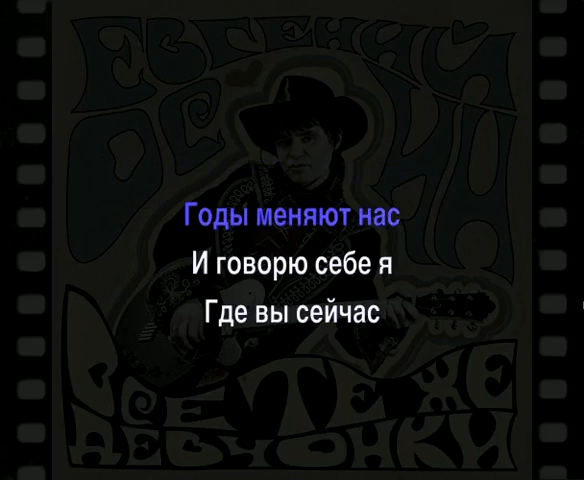 ЕВГЕНИЙ
ОСИН
Годы меняют нас
И говорю себе я
Где вы сейчас
ВСЕ ТЕ ЖЕ
ДЕВЧОНКИ